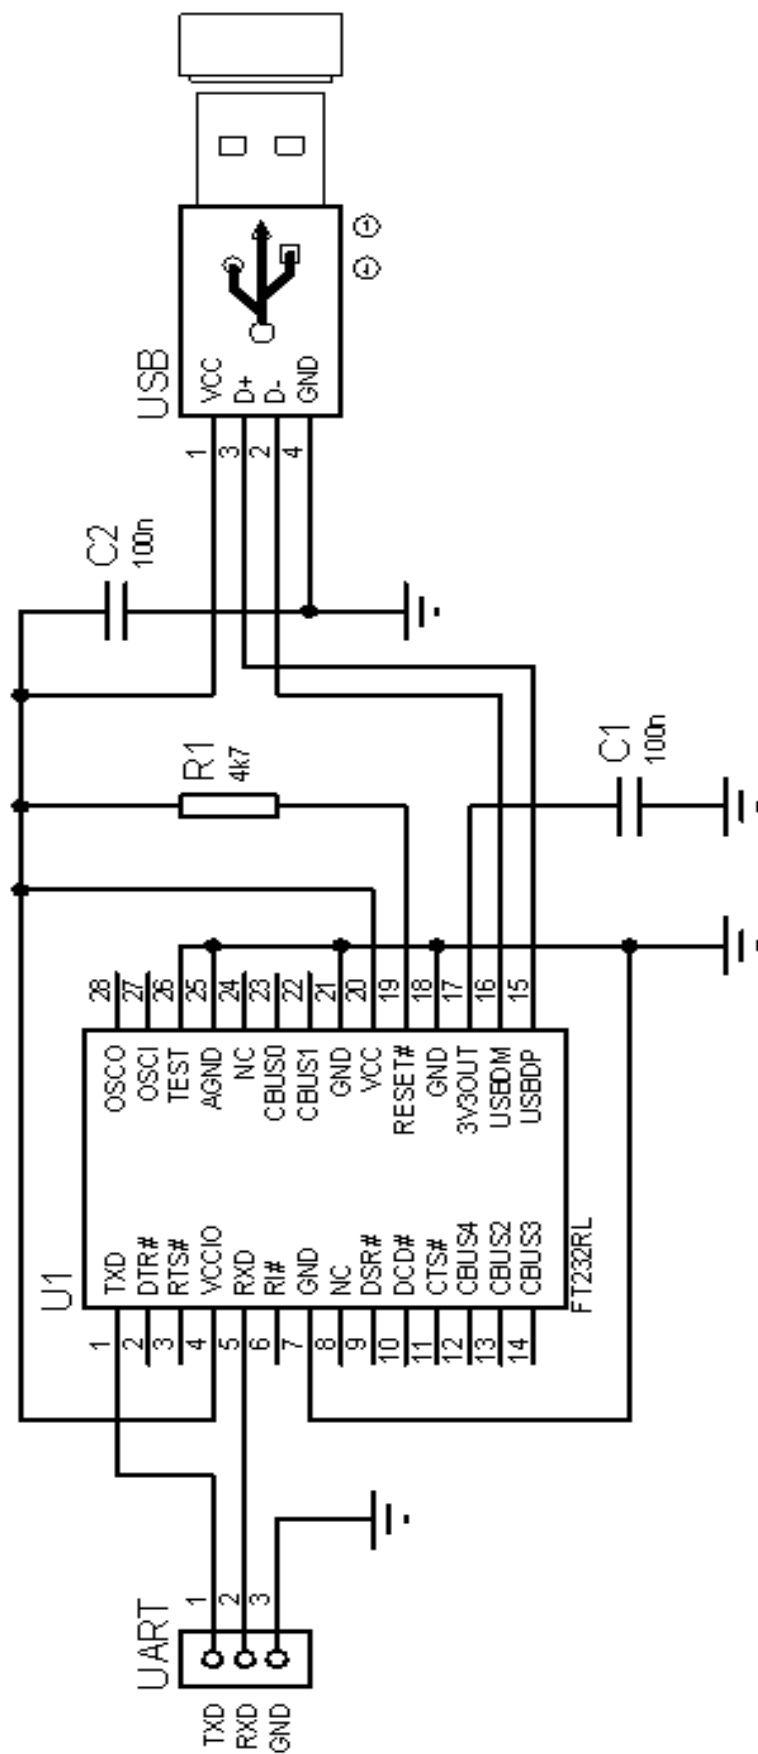 UART
TXD
RXD
GND
1
2
3
U1
FT232RL
1
2
3
4
5
6
7
8
9
10
11
12
13
14
TXD
DTR#
RTS#
VCCIO
RXD
RI#
GND
NC
DSR#
DCD#
CTS#
CBUS4
CBUS2
CBUS3
OSCO
OSCI
TEST
AGND
NC
CBUS0
CBUS1
GND
VCC
RESET#
GND
3V3OUT
USBDM
USBDP
28
27
26
25
24
23
22
21
20
19
18
17
16
15
R1
4k7
C1
100n
C2
100n
USB
1
3
2
4
VCC
D+
D-
GND
1
4